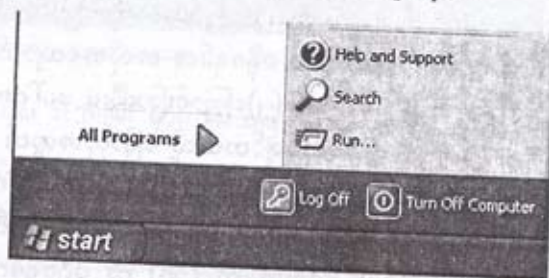 Help and Support
Search
All Programs
Run...
Log Off
Turn Off Computer
start